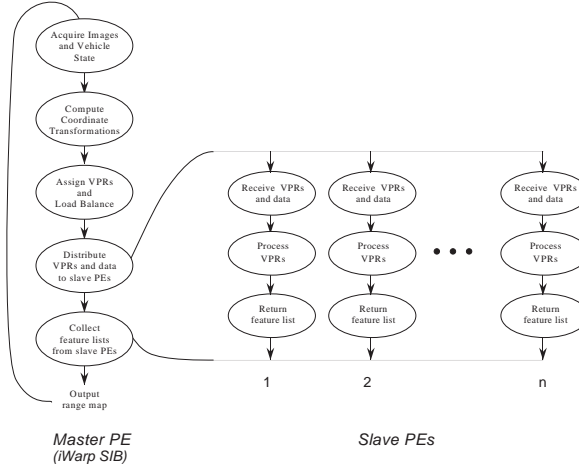 Acquire Images
and Vehicle
State
Compute
Coordinate
Transformations
Assign VPRs
and
Load Balance
Distribute
VPRs and data
to slave PEs
Collect
feature lists
from slave PEs
Output
range map
Master PE
(iWarp SIB)
Receive VPRs
and data
Process
VPRs
Return
feature list
1
Receive VPRs
and data
Process
VPRs
Return
feature list
2
Receive VPRs
and data
Process
VPRs
Return
feature list
n
Slave PEs